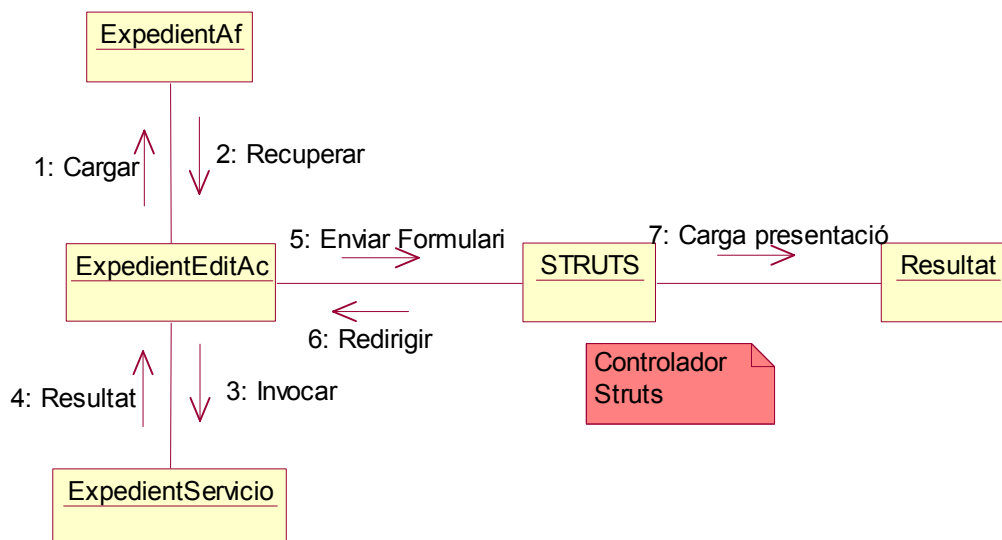 ExpedientAf
2: Recuperar
1: Cargar
5: Enviar Formulari
7: Carga presentació
ExpedientEditAc
STRUTS
Resultat
6: Redirigir
Controlador
Struts
4: Resultat
3: Invocar
ExpedientServicio